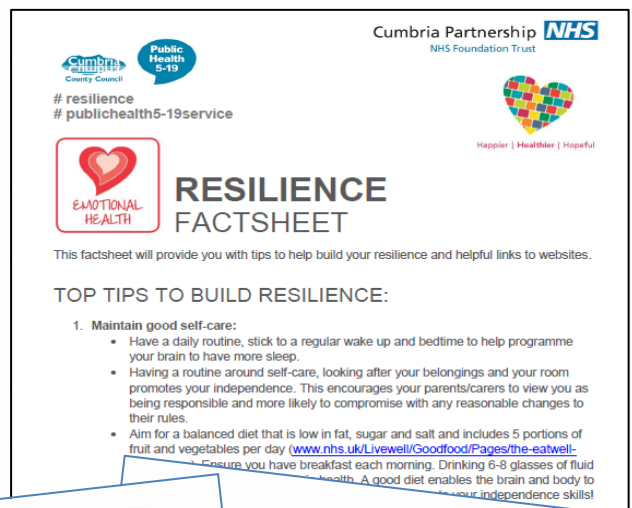 Cumbria Partnership NHS
NHS Foundation Trust
Cumbria
County Council
Public
Health
5-19
# resilience
# publichealth5-19service
Happier | Healthier | Hopeful
EMOTIONAL
HEALTH
RESILIENCE
FACTSHEET
This factsheet will provide you with tips to help build your resilience and helpful links to websites.
TOP TIPS TO BUILD RESILIENCE:
1. Maintain good self-care:
• Have a daily routine, stick to a regular wake up and bedtime to help programme
your brain to have more sleep.
• Having a routine around self-care, looking after your belongings and your room
promotes your independence. This encourages your parents/carers to view you as
being responsible and more likely to compromise with any reasonable changes to
their rules.
• Aim for a balanced diet that is low in fat, sugar and salt and includes 5 portions of
fruit and vegetables per day (www.nhs.uk/Livewell/Goodfood/Pages/the-eatwell-
). Ensure you have breakfast each morning. Drinking 6-8 glasses of fluid
health. A good diet enables the brain and body to
your independence skills!